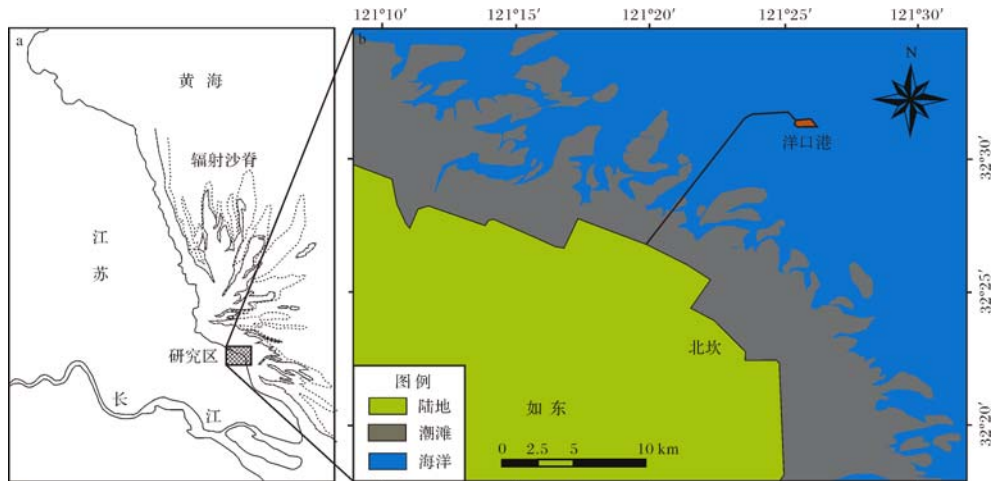 a
黄海
辐射沙脊
江苏
研究区
长江
b
121°10′ 121°15′ 121°20′ 121°25′ 121°30′
N
洋口港
32°30′
32°25′
32°20′
北坎
如东
图例
陆地
潮滩
海洋
0 2.5 5 10 km